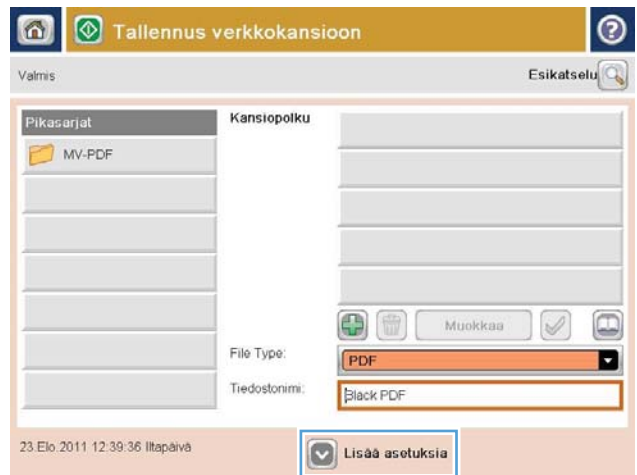 Tallennus verkkokansioon
Valmis
Esikatselu
Pikasarjat
MV-PDF
Kansiopolku
Muokkaa
File Type:
PDF
Tiedostonimi:
Black PDF
23.Elo.2011 12:39:36 Iltapäivä
Lisää asetuksia